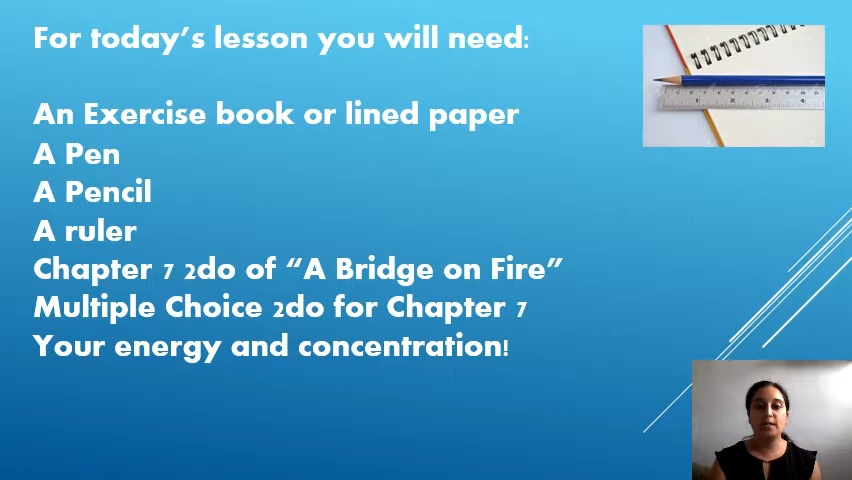 For today's lesson you will need:
An Exercise book or lined paper
A Pen
A Pencil
A ruler
Chapter 7 2do of “A Bridge on Fire”
Multiple Choice 2do for Chapter 7
Your energy and concentration!